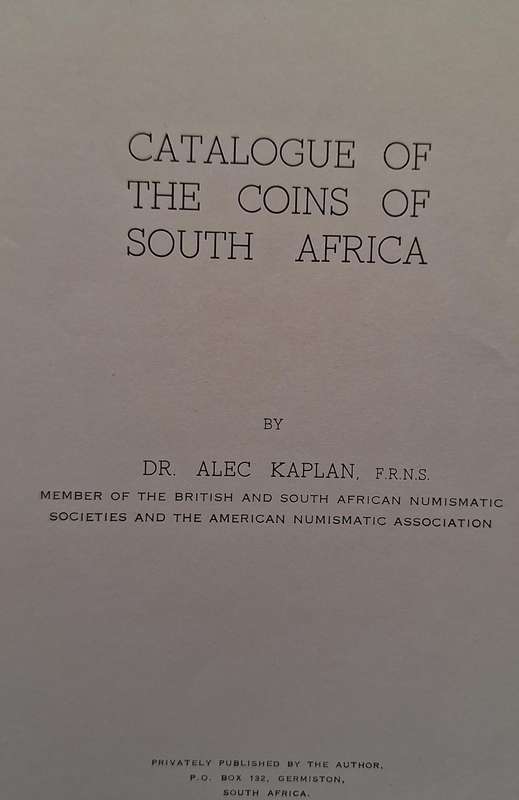 CATALOGUE OF
THE COINS OF
SOUTH AFRICA
BY
DR. ALEC KAPLAN, F.R.N.S.
MEMBER OF THE BRITISH AND SOUTH AFRICAN NUMISMATIC
SOCIETIES AND THE AMERICAN NUMISMATIC ASSOCIATION
PRIVATELY PUBLISHED BY THE AUTHOR,
P.O. BOX 132, GERMISTON,
SOUTH AFRICA.